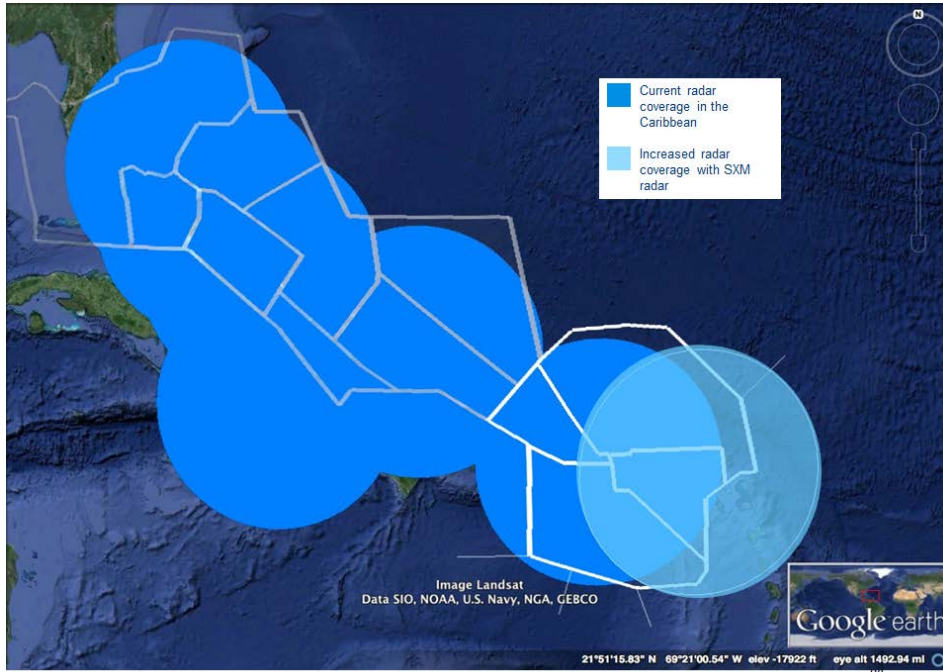 N
Current radar
coverage in the
Caribbean
Increased radar
coverage with SXM
radar
Image Landsat
Data SIO, NOAA, U.S. Navy, NGA, GEBCO
Google earth
21°51'15.83" N 69°21'00.54" W elev -17922 ft eye alt 1492.94 mi